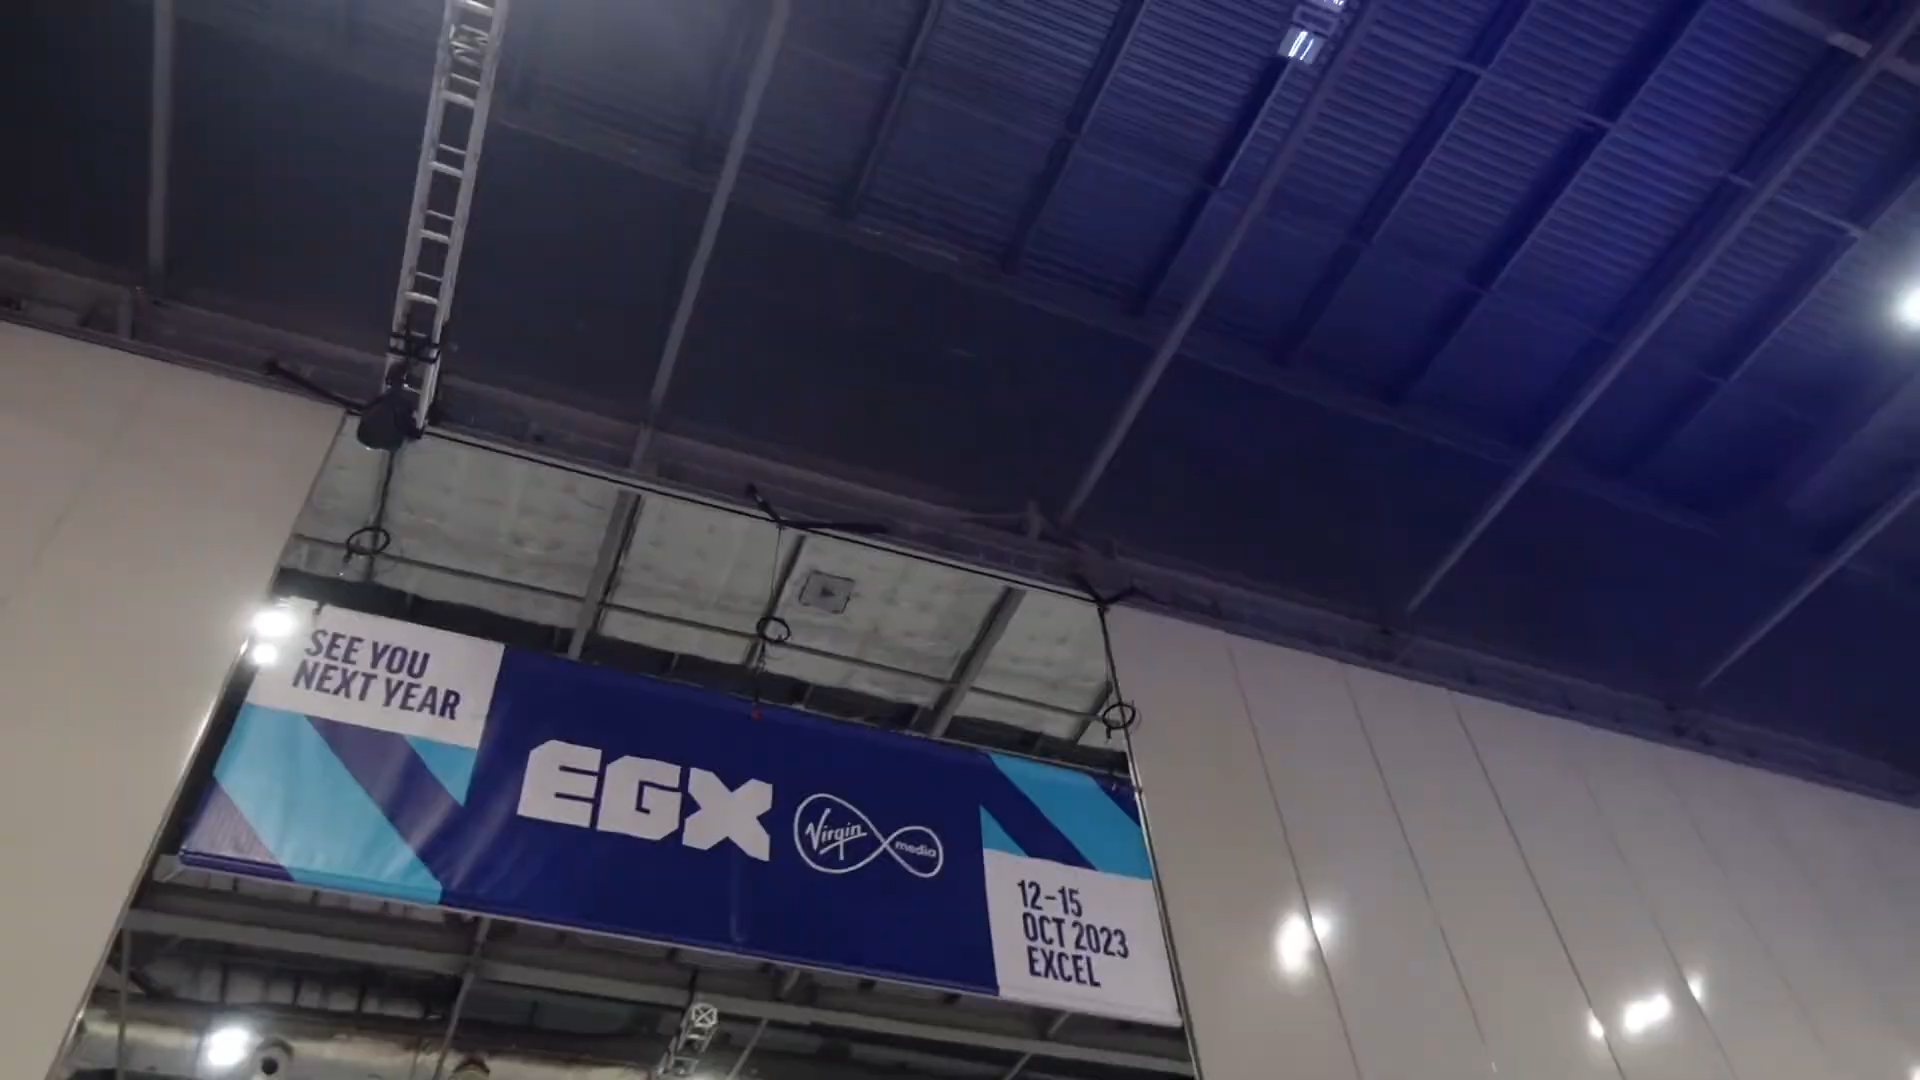 SEE YOU
NEXT YEAR
EGX
Virgin media
12-15
OCT 2023
EXCEL